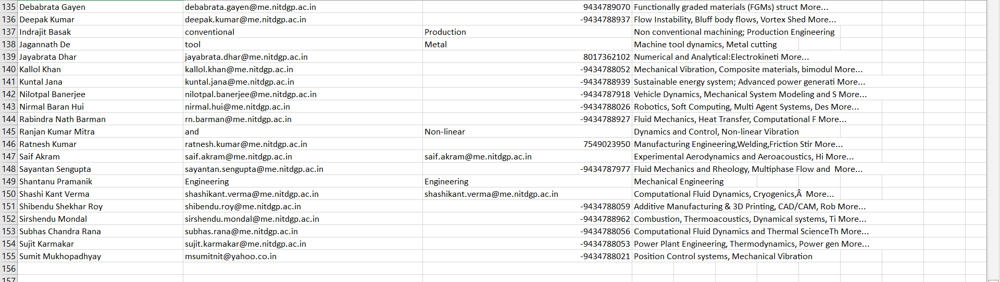 135 Debabrata Gayen debabrata.gayen@me.nitdgp.ac.in 9434789070 Functionally graded materials (FGMs) struct More...
136 Deepak Kumar deepak.kumar@me.nitdgp.ac.in -9434788937 Flow Instability, Bluff body flows, Vortex Shed More...
137 Indrajit Basak conventional Production Non conventional machining; Production Engineering
138 Jagannath De tool Metal Machine tool dynamics, Metal cutting
139 Jayabrata Dhar jayabrata.dhar@me.nitdgp.ac.in 8017362102 Numerical and Analytical:Electrokineti More...
140 Kallol Khan kallol.khan@me.nitdgp.ac.in -9434788052 Mechanical Vibration, Composite materials, bimodul More...
141 Kuntal Jana kuntal.jana@me.nitdgp.ac.in -9434788939 Sustainable energy system; Advanced power generati More...
142 Nilotpal Banerjee nilotpal.banerjee@me.nitdgp.ac.in -9434787918 Vehicle Dynamics, Mechanical System Modeling and S More...
143 Nirmal Baran Hui nirmal.hui@me.nitdgp.ac.in -9434788026 Robotics, Soft Computing, Multi Agent Systems, Des More...
144 Rabindra Nath Barman rn.barman@me.nitdgp.ac.in -9434788927 Fluid Mechanics, Heat Transfer, Computational F More...
145 Ranjan Kumar Mitra and Non-linear Dynamics and Control, Non-linear Vibration
146 Ratnesh Kumar ratnesh.kumar@me.nitdgp.ac.in 7549023950 Manufacturing Engineering,Welding,Friction Stir More...
147 Saif Akram saif.akram@me.nitdgp.ac.in saif.akram@me.nitdgp.ac.in Experimental Aerodynamics and Aeroacoustics, Hi More...
148 Sayantan Sengupta sayantan.sengupta@me.nitdgp.ac.in -9434787977 Fluid Mechanics and Rheology, Multiphase Flow and More...
149 Shantanu Pramanik Engineering Engineering Mechanical Engineering
150 Shashi Kant Verma shashikant.verma@me.nitdgp.ac.in shashikant.verma@me.nitdgp.ac.in Computational Fluid Dynamics, Cryogenics,Â More...
151 Shibendu Shekhar Roy shibendu.roy@me.nitdgp.ac.in -9434788059 Additive Manufacturing & 3D Printing, CAD/CAM, Rob More...
152 Sirshendu Mondal sirshendu.mondal@me.nitdgp.ac.in -9434788962 Combustion, Thermoacoustics, Dynamical systems, Ti More...
153 Subhas Chandra Rana subhas.rana@me.nitdgp.ac.in -9434788056 Computational Fluid Dynamics and Thermal ScienceTh More...
154 Sujit Karmakar sujit.karmakar@me.nitdgp.ac.in -9434788053 Power Plant Engineering, Thermodynamics, Power gen More...
155 Sumit Mukhopadhyay msumitnit@yahoo.co.in -9434788021 Position Control systems, Mechanical Vibration
156
157